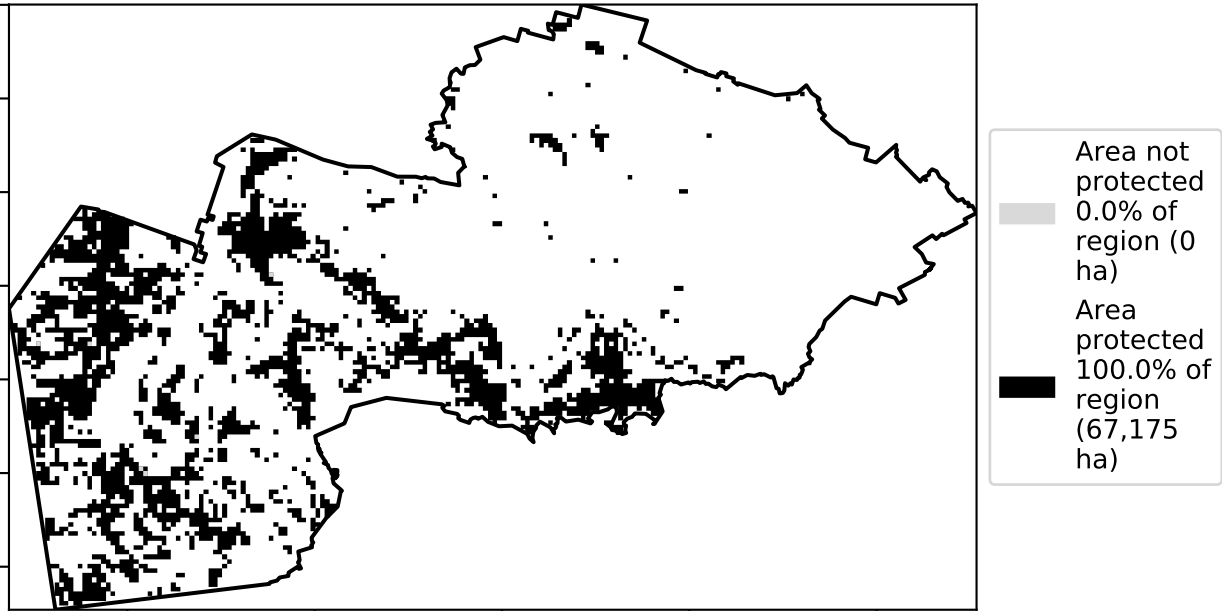 Area not
protected
0.0% of
region (0
ha)
Area
protected
100.0% of
region
(67,175
ha)